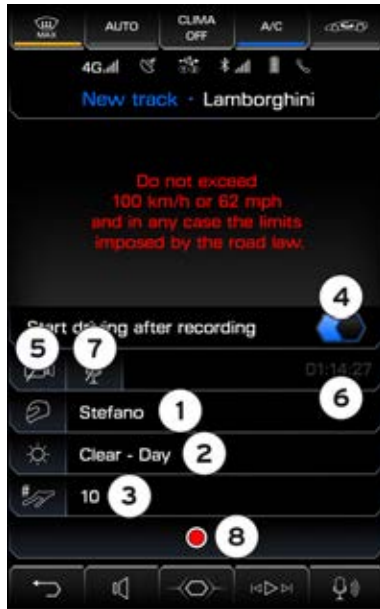 MAX
AUTO
CLIMA
OFF
A/C
4G
New track · Lamborghini
Do not exceed
100 km/h or 62 mph
and in any case the limits
imposed by the road law.
4
Start driving after recording
5
7
01:14:27
6
Stefano
1
Clear - Day
2
#
10
3
8